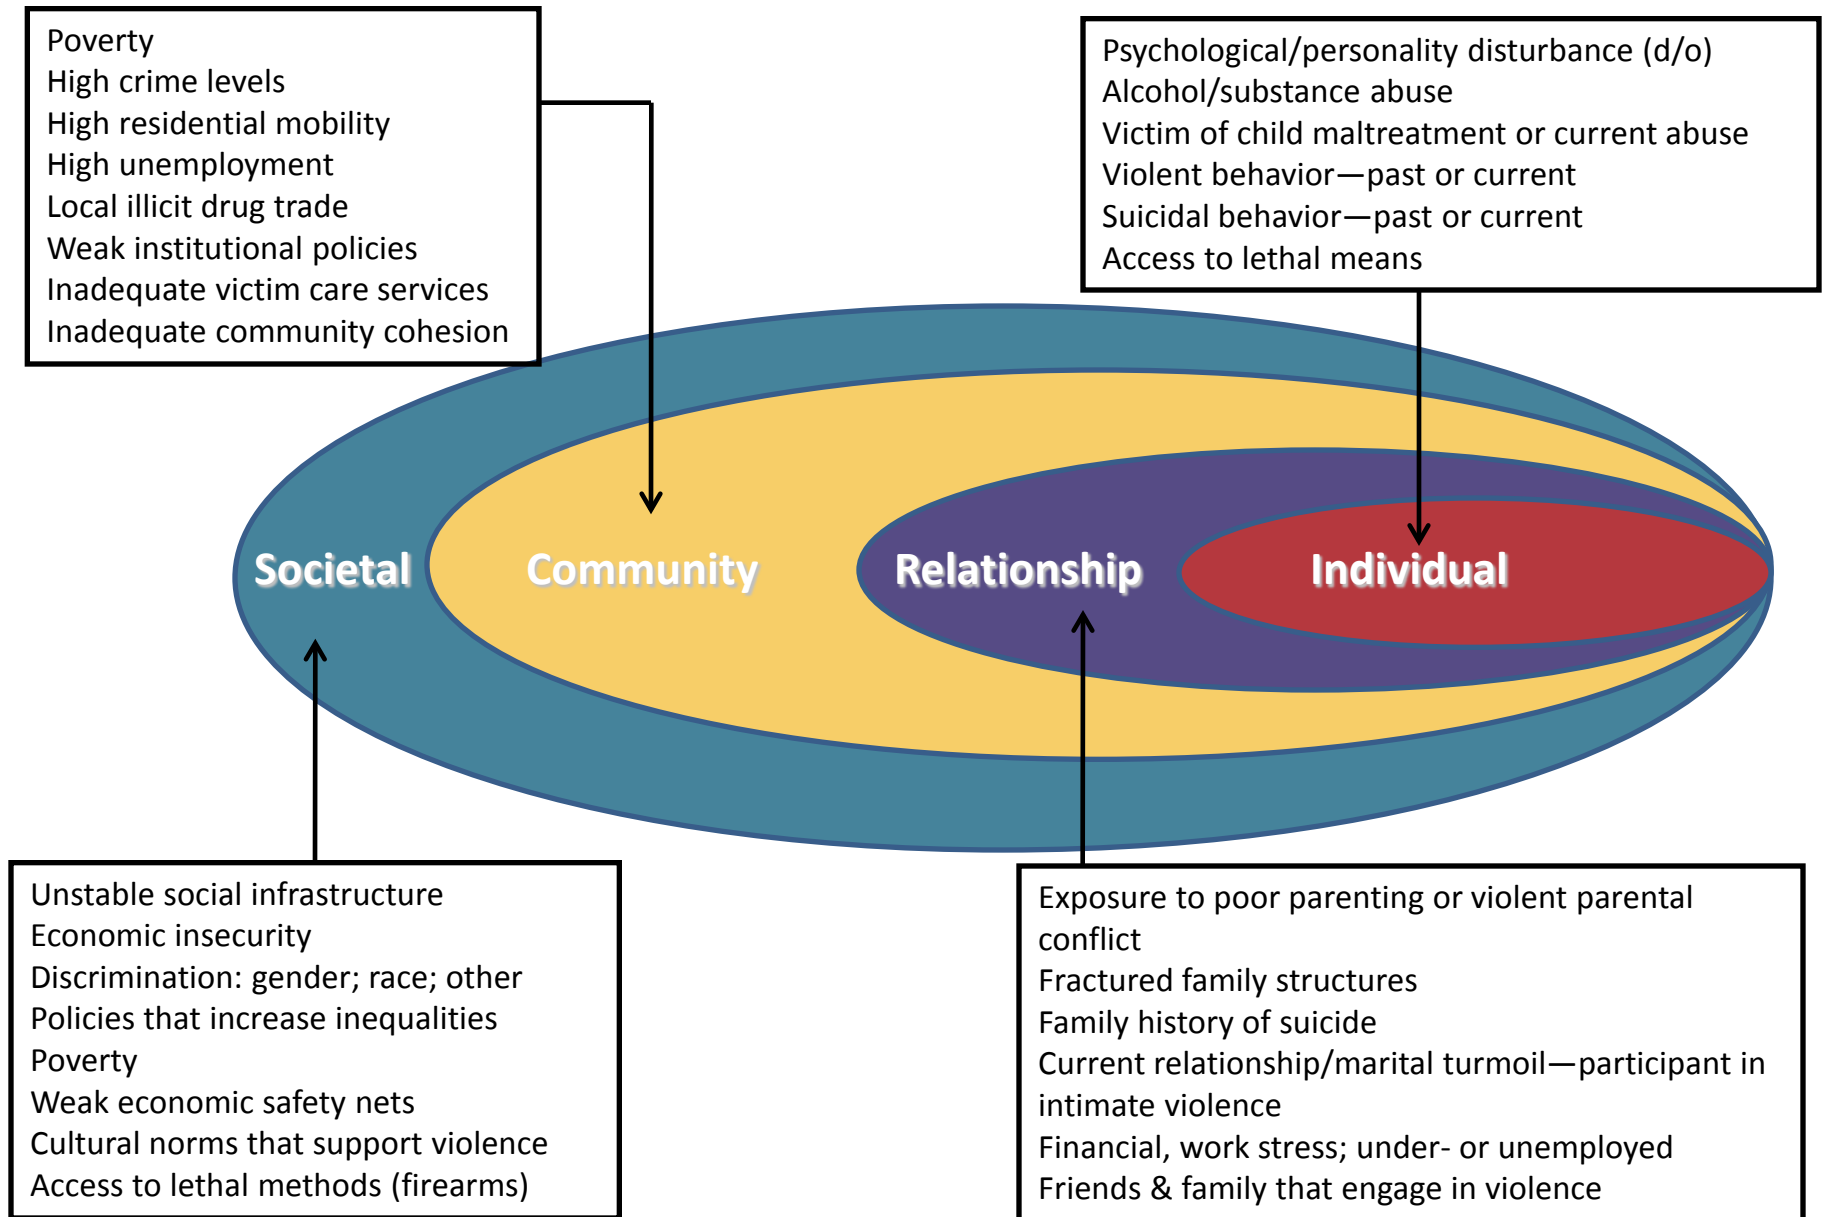 Poverty
High crime levels
High residential mobility
High unemployment
Local illicit drug trade
Weak institutional policies
Inadequate victim care services
Inadequate community cohesion
Psychological/personality disturbance (d/o)
Alcohol/substance abuse
Victim of child maltreatment or current abuse
Violent behavior—past or current
Suicidal behavior—past or current
Access to lethal means
Societal
Community
Relationship
Individual
Unstable social infrastructure
Economic insecurity
Discrimination: gender; race; other
Policies that increase inequalities
Poverty
Weak economic safety nets
Cultural norms that support violence
Access to lethal methods (firearms)
Exposure to poor parenting or violent parental
conflict
Fractured family structures
Family history of suicide
Current relationship/marital turmoil—participant in
intimate violence
Financial, work stress; under- or unemployed
Friends & family that engage in violence